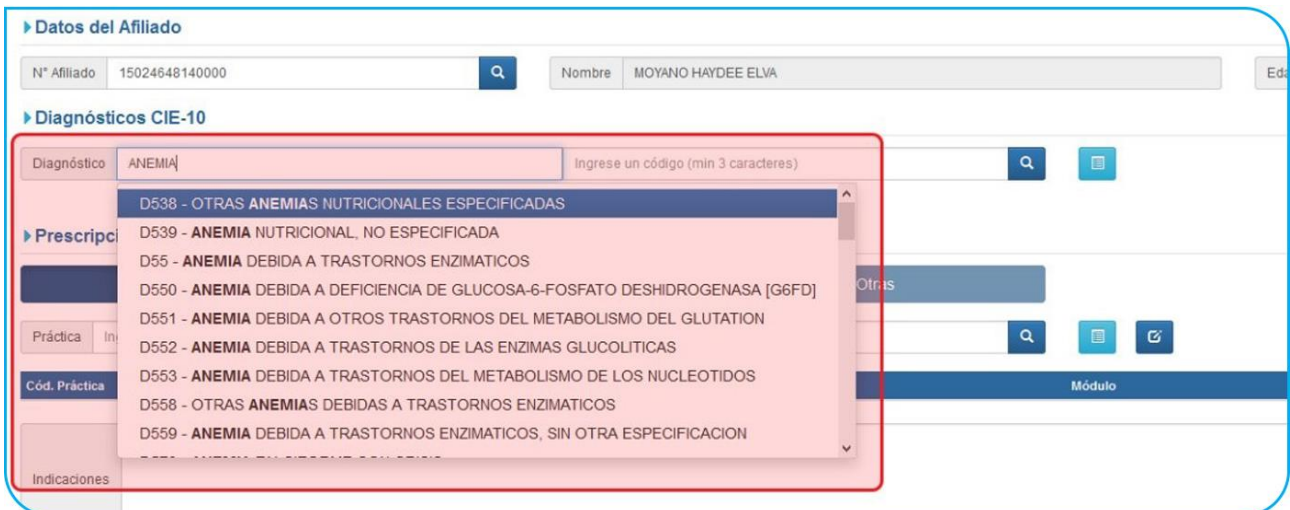 Datos del Afiliado
N° Afiliado 15024648140000 Nombre MOYANO HAYDEE ELVA Eda
Diagnósticos CIE-10
Diagnóstico ANEMIA Ingrese un código (min 3 caracteres)
D538 - OTRAS ANEMIAS NUTRICIONALES ESPECIFICADAS
D539 - ANEMIA NUTRICIONAL, NO ESPECIFICADA
Prescripci
D55 - ANEMIA DEBIDA A TRASTORNOS ENZIMATICOS
D550 - ANEMIA DEBIDA A DEFICIENCIA DE GLUCOSA-6-FOSFATO DESHIDROGENASA [G6FD]
Otras
D551 - ANEMIA DEBIDA A OTROS TRASTORNOS DEL METABOLISMO DEL GLUTATION
Práctica In
D552 - ANEMIA DEBIDA A TRASTORNOS DE LAS ENZIMAS GLUCOLITICAS
D553 - ANEMIA DEBIDA A TRASTORNOS DEL METABOLISMO DE LOS NUCLEOTIDOS
Cód. Práctica Módulo
D558 - OTRAS ANEMIAS DEBIDAS A TRASTORNOS ENZIMATICOS
D559 - ANEMIA DEBIDA A TRASTORNOS ENZIMATICOS, SIN OTRA ESPECIFICACION
Indicaciones